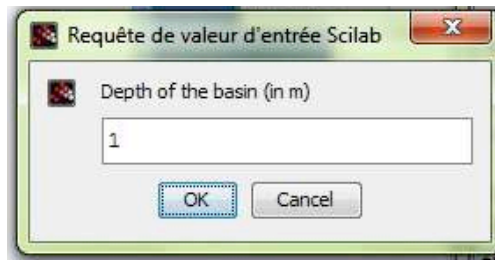 Requête de valeur d'entrée Scilab
Depth of the basin (in m)
1
OK Cancel